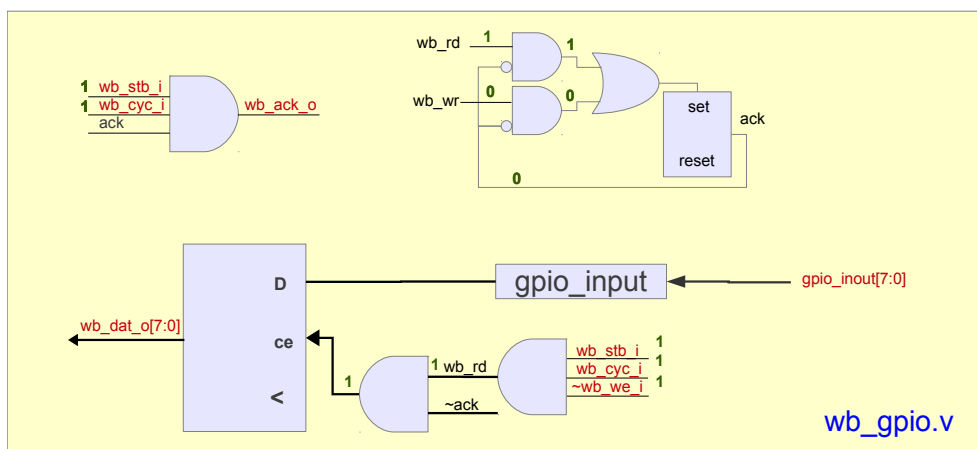 1 wb_stb_i
1 wb_cyc_i
ack
wb_ack_o
wb_rd 1 1
wb_wr 0 0
set
reset
ack
0
D
ce
<
wb_dat_o[7:0]
gpio_input
gpio_inout[7:0]
1
1 wb_rd
~ack
wb_stb_i 1
wb_cyc_i 1
~wb_we_i 1
wb_gpio.v